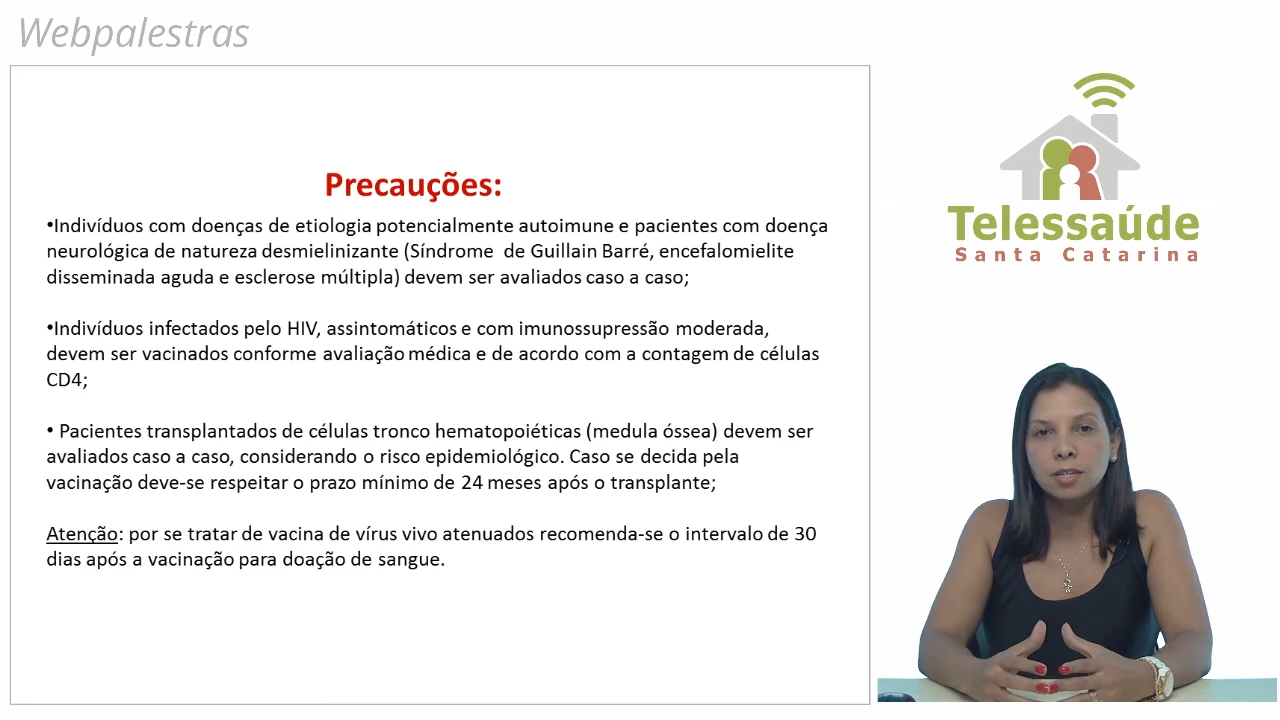 Webpalestras
Precauções:
•Indivíduos com doenças de etiologia potencialmente autoimune e pacientes com doença
neurológica de natureza desmielinizante (Síndrome de Guillain Barré, encefalomielite
disseminada aguda e esclerose múltipla) devem ser avaliados caso a caso;
•Indivíduos infectados pelo HIV, assintomáticos e com imunossupressão moderada,
devem ser vacinados conforme avaliação médica e de acordo com a contagem de células
CD4;
• Pacientes transplantados de células tronco hematopoiéticas (medula óssea) devem ser
avaliados caso a caso, considerando o risco epidemiológico. Caso se decida pela
vacinação deve-se respeitar o prazo mínimo de 24 meses após o transplante;
Atenção: por se tratar de vacina de vírus vivo atenuados recomenda-se o intervalo de 30
dias após a vacinação para doação de sangue.
Telessaúde
Santa Catarina